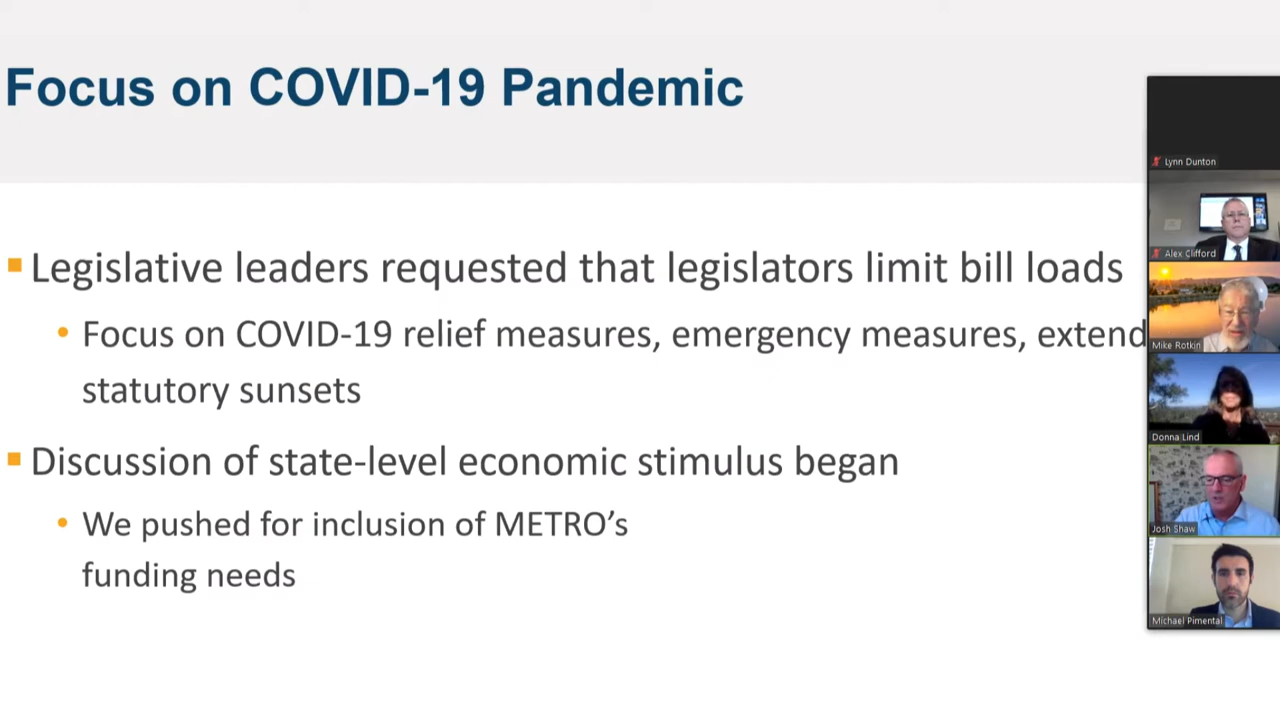 Focus on COVID-19 Pandemic
Legislative leaders requested that legislators limit bill loads
Focus on COVID-19 relief measures, emergency measures, extend
statutory sunsets
Discussion of state-level economic stimulus began
We pushed for inclusion of METRO’s
funding needs
Lynn Dunton
Alex Clifford
Mike Rotkin
Donna Lind
Josh Shaw
Michael Pimental